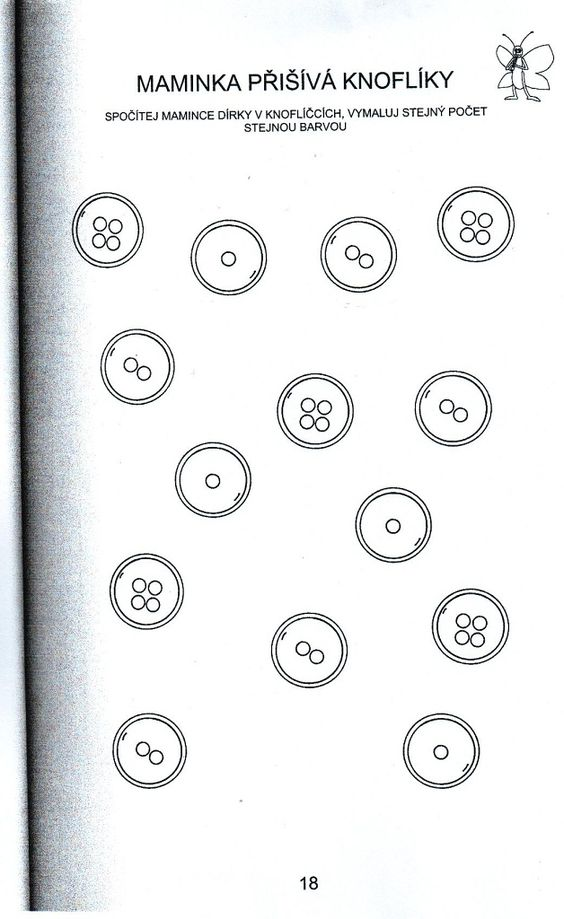 MAMINKA PŘIŠÍVÁ KNOFLÍKY
SPOČÍTEJ MAMINCE DÍRKY V KNOFLÍČCÍCH, VYMALUJ STEJNÝ POČET
STEJNOU BARVOU
18